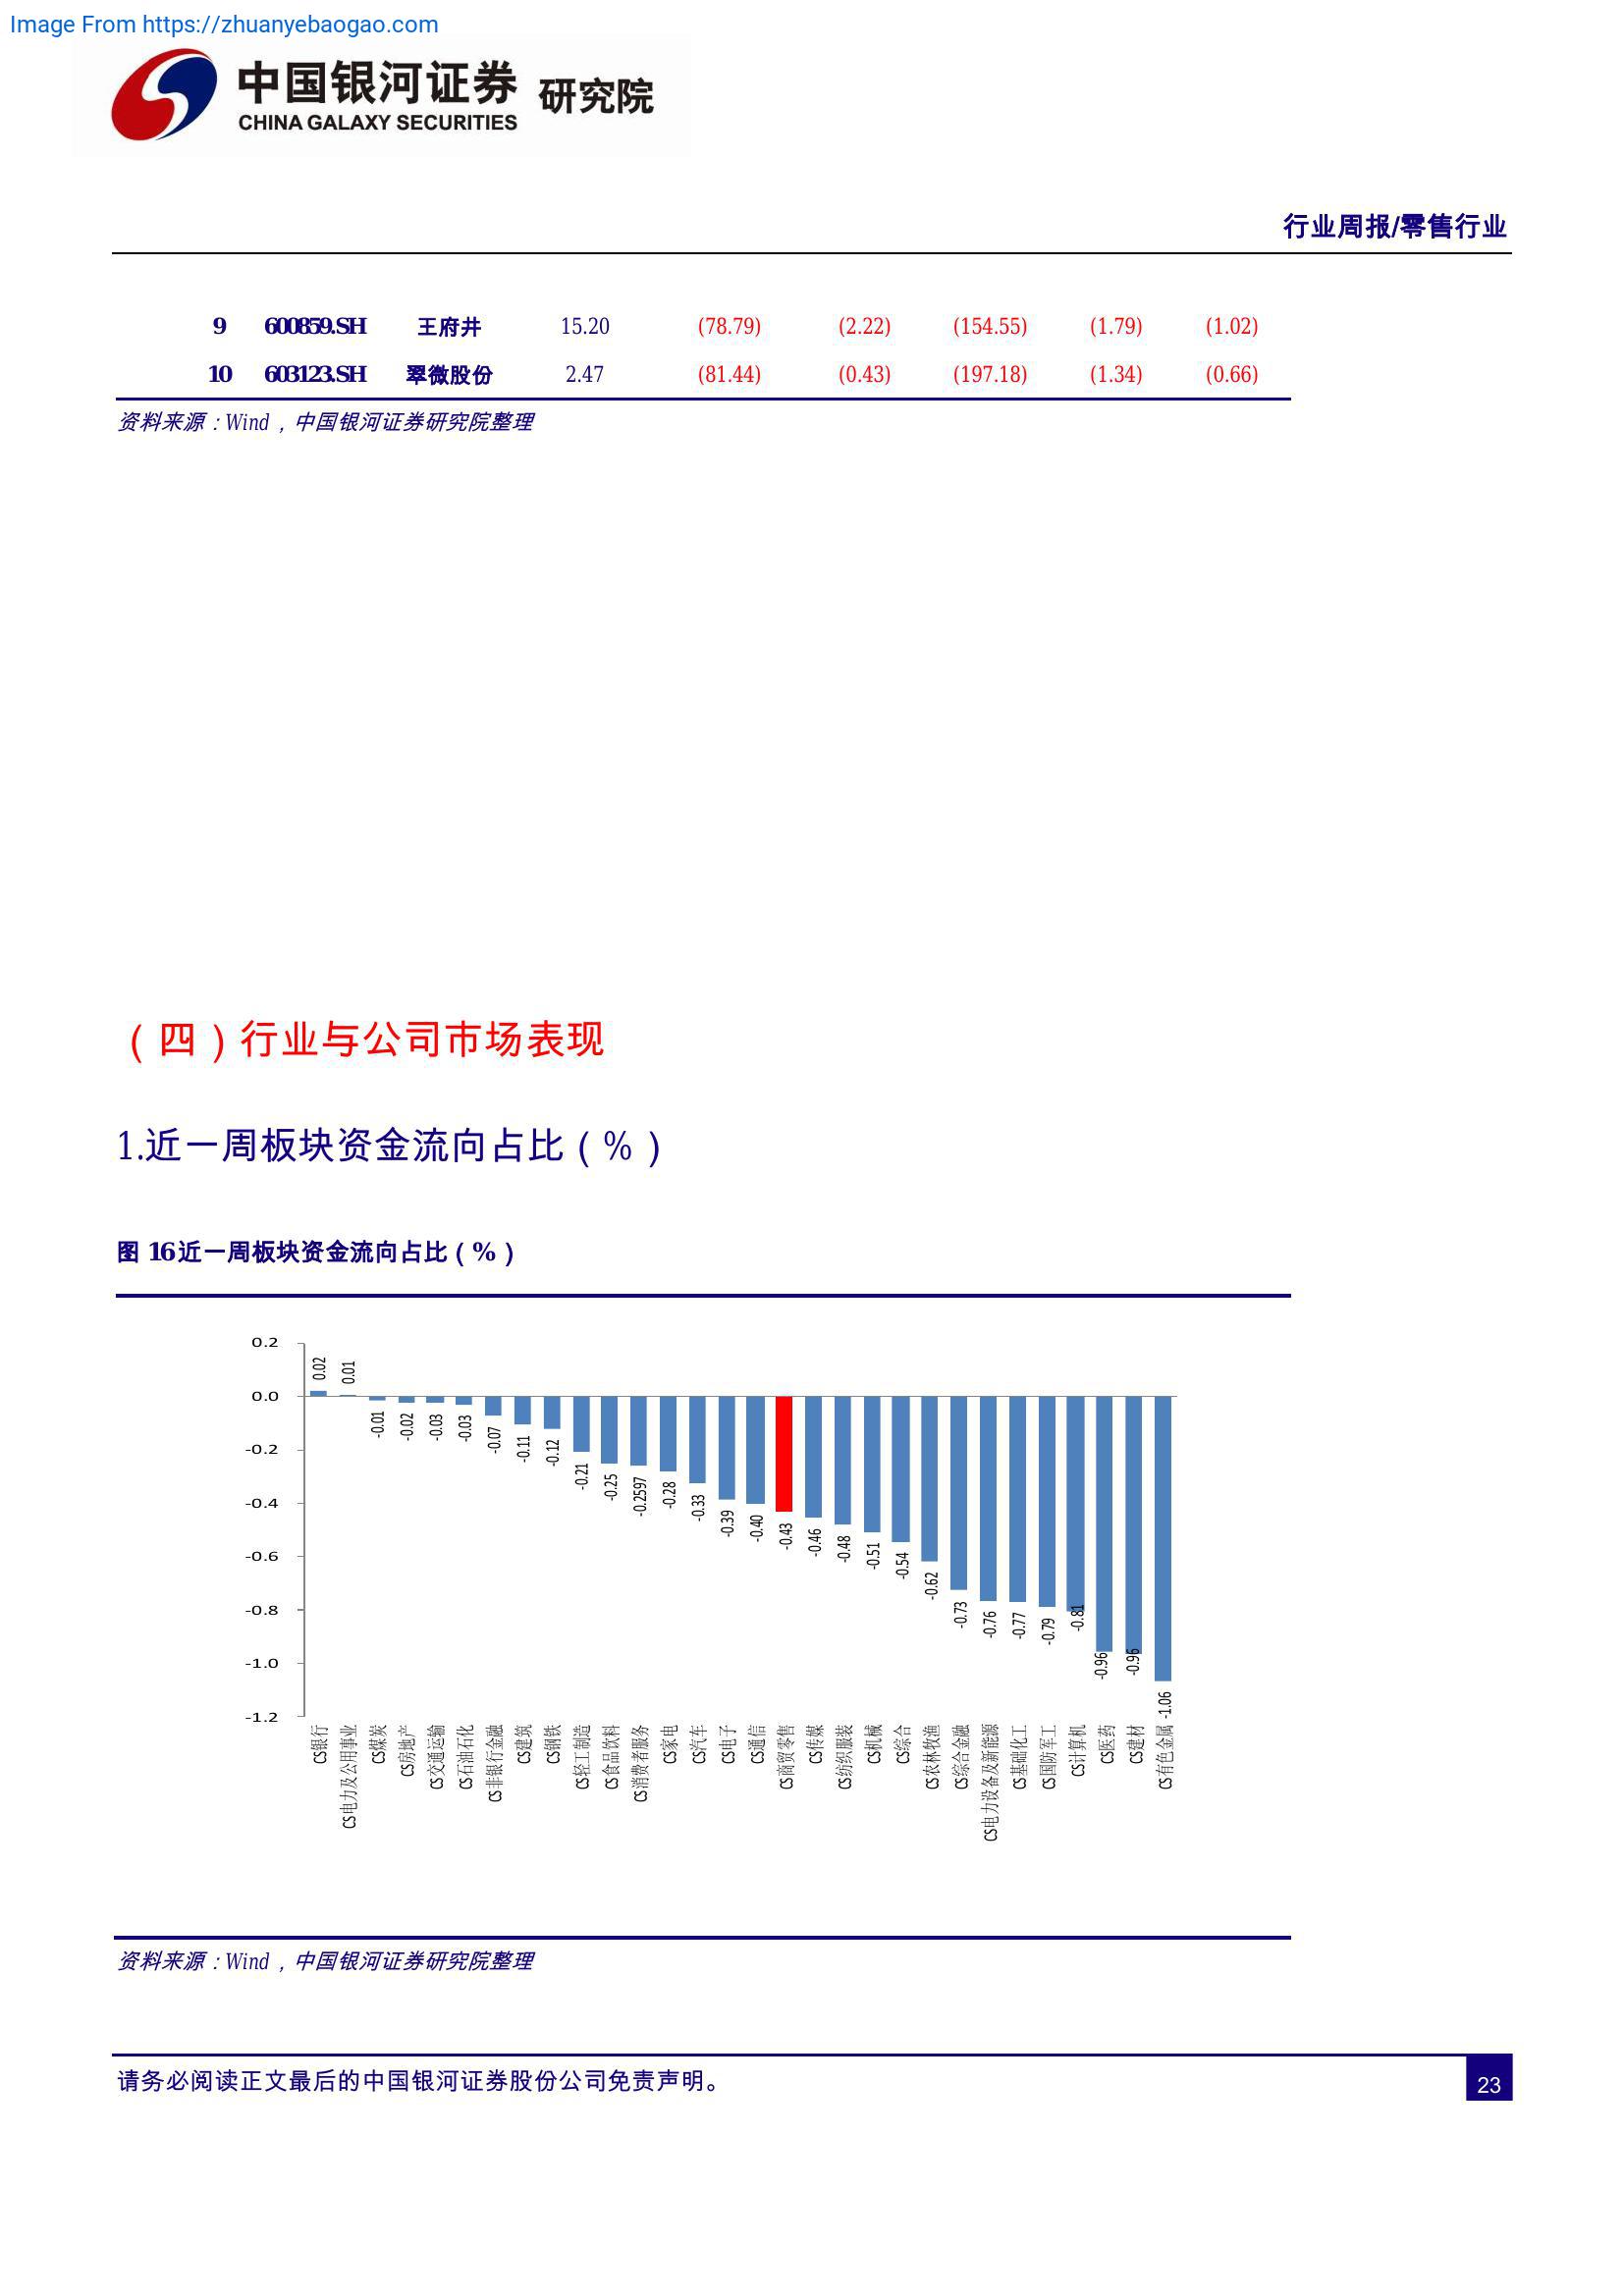 Image From https://zhuanyebaogao.com
中国银河证券 研究院
CHINA GALAXY SECURITIES
行业周报/零售行业
9 600859.SH 王府井 15.20 (78.79) (2.22) (154.55) (1.79) (1.02)
10 603123.SH 翠微股份 2.47 (81.44) (0.43) (197.18) (1.34) (0.66)
资料来源：Wind，中国银河证券研究院整理
（四）行业与公司市场表现
1.近一周板块资金流向占比（%）
图 16近一周板块资金流向占比（%）
0.2
0.0
-0.2
-0.4
-0.6
-0.8
-1.0
-1.2
0.02
0.01
-0.01
-0.02
-0.03
-0.03
-0.07
-0.11
-0.12
-0.21
-0.25
-0.2597
-0.28
-0.33
-0.39
-0.40
-0.43
-0.46
-0.48
-0.51
-0.54
-0.62
-0.73
-0.76
-0.77
-0.79
-0.81
-0.96
-0.96
-1.06
CS银行
CS电力及公用事业
CS煤炭
CS房地产
CS交通运输
CS石油石化
CS非银行金融
CS建筑
CS钢铁
CS轻工制造
CS食品饮料
CS消费者服务
CS家电
CS汽车
CS电子
CS通信
CS商贸零售
CS传媒
CS纺织服装
CS机械
CS综合
CS农林牧渔
CS综合金融
CS电力设备及新能源
CS基础化工
CS国防军工
CS计算机
CS医药
CS建材
CS有色金属
资料来源：Wind，中国银河证券研究院整理
请务必阅读正文最后的中国银河证券股份公司免责声明。
23